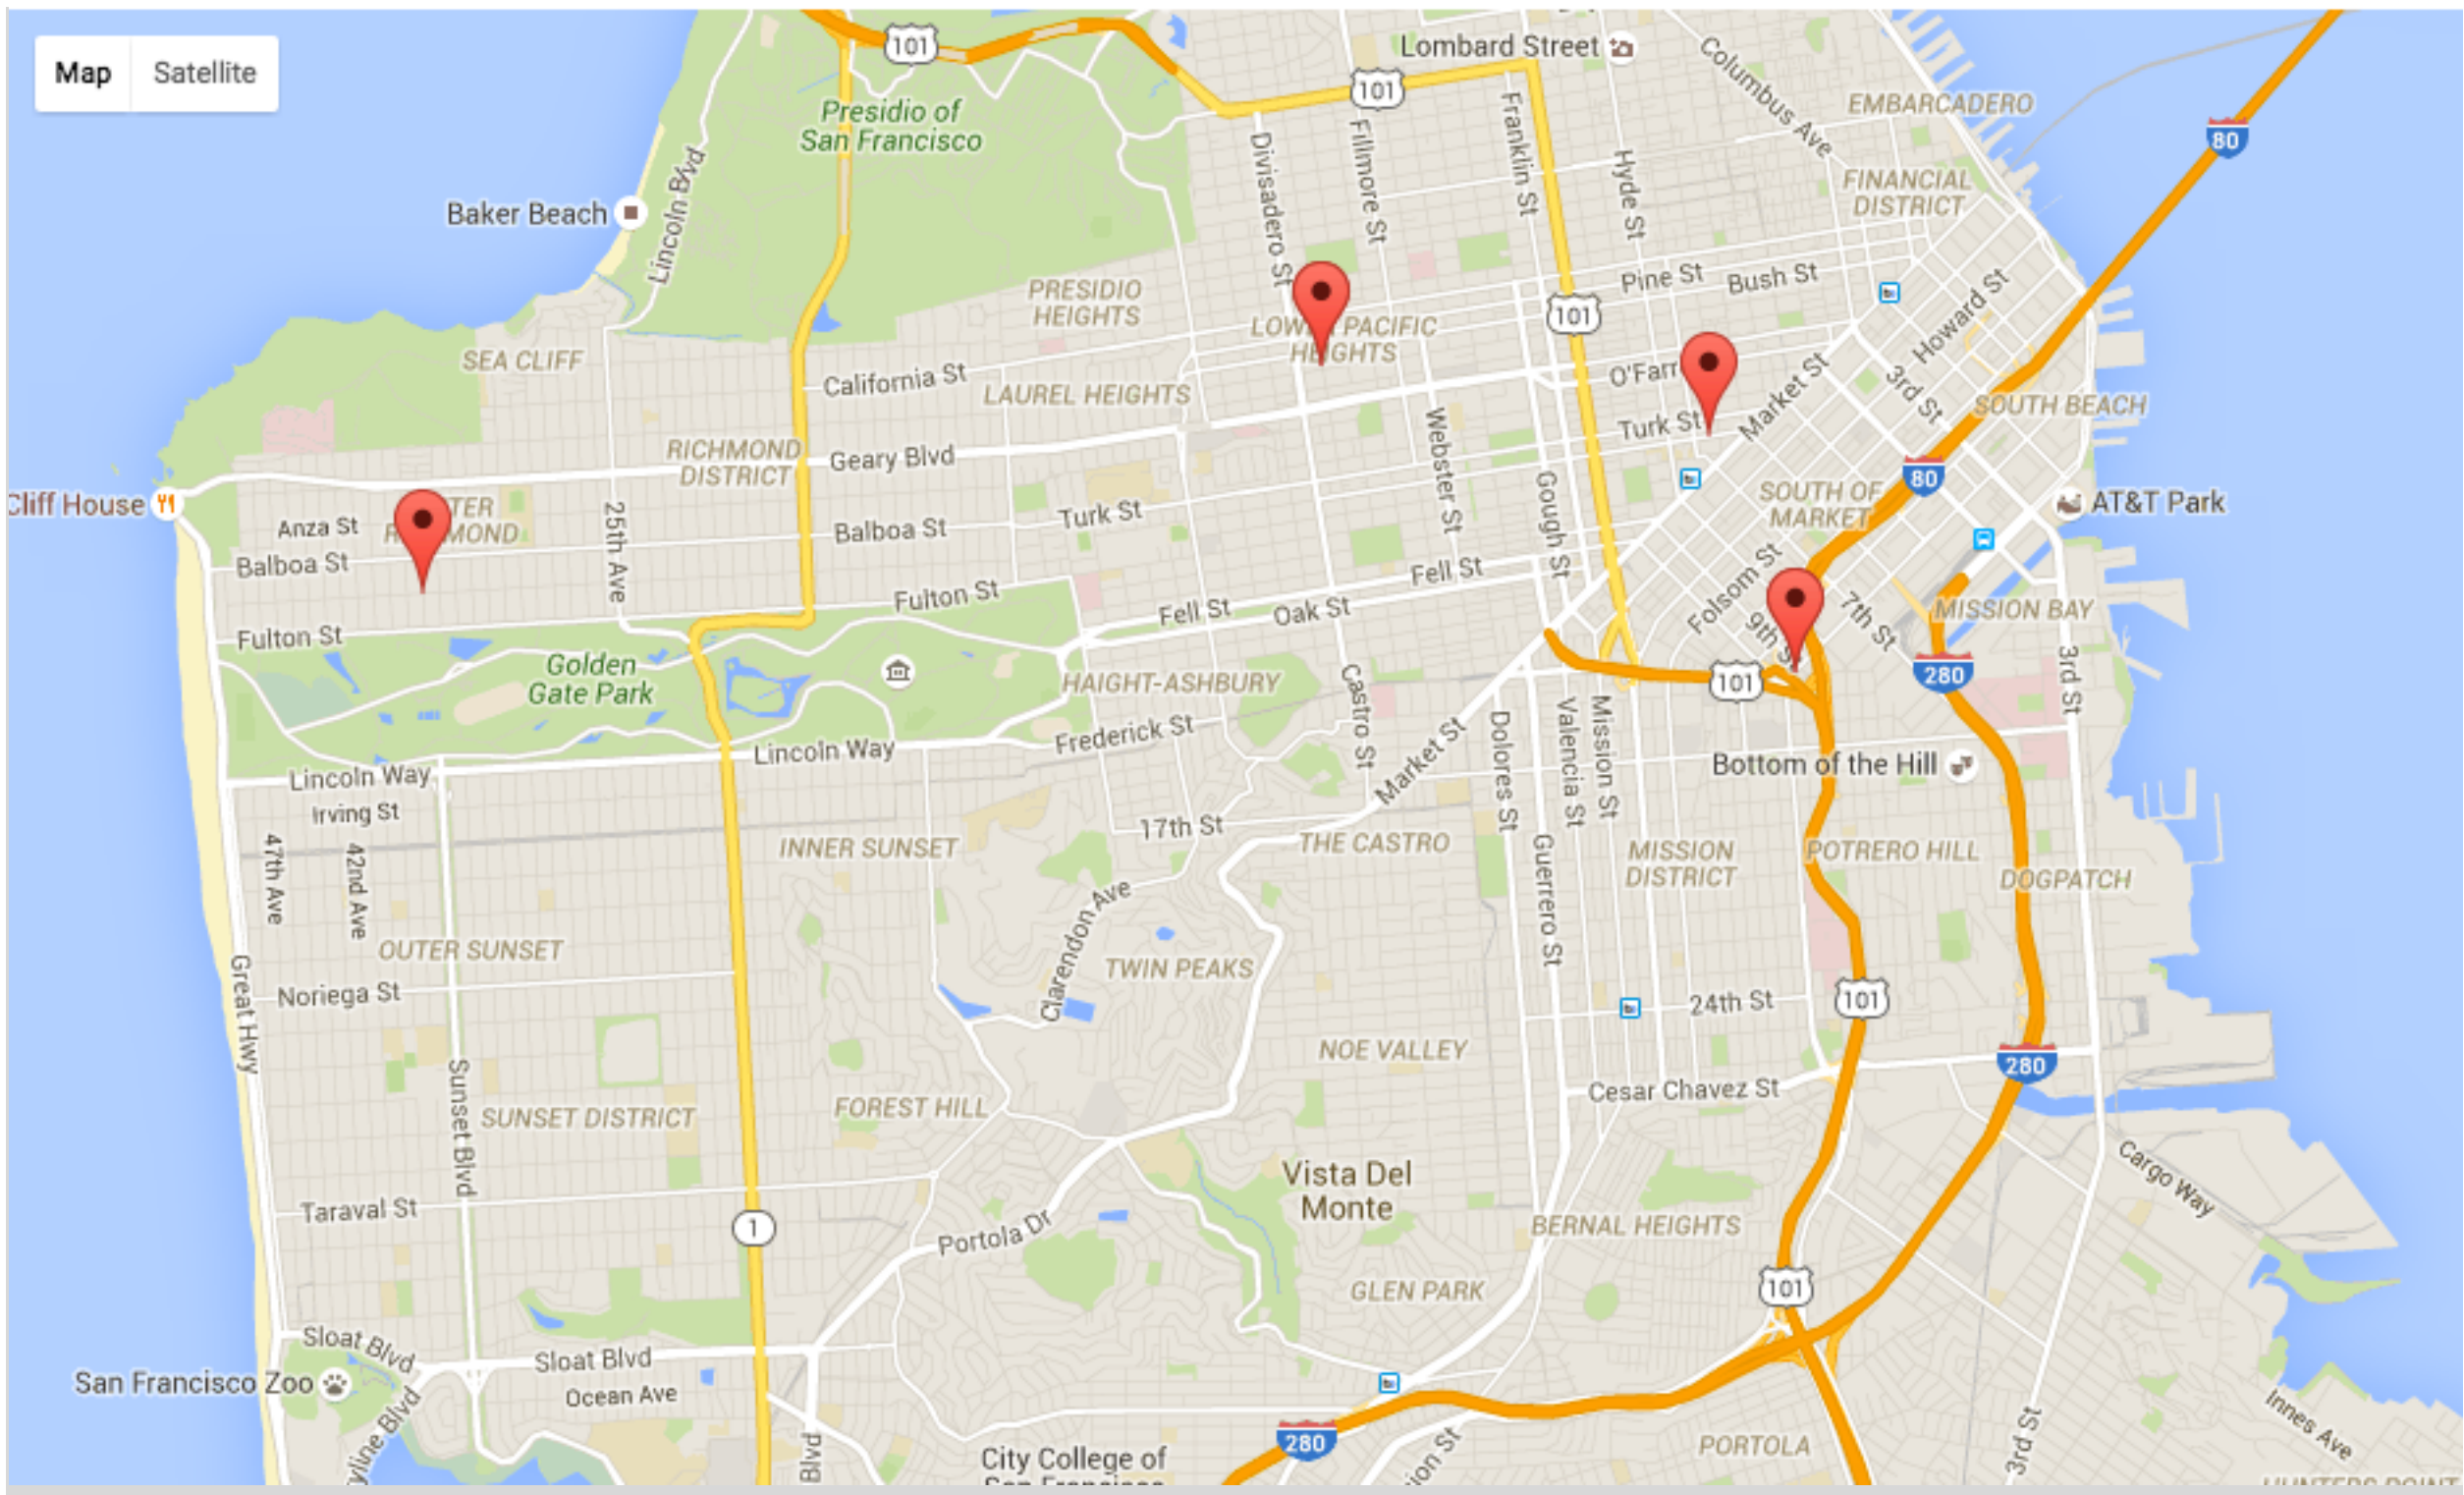 Map
Satellite
101
Lombard Street
101
Columbus Ave
EMBARCADERO
Presidio of
San Francisco
80
Divisadero St
Fillmore St
Franklin St
Hyde St
FINANCIAL
DISTRICT
Baker Beach
Lincoln Blvd
PRESIDIO
HEIGHTS
Pine St
Bush St
Howard St
101
PACIFIC
SEA CLIFF
California St
LAUREL HEIGHTS
Market St
3rd St
SOUTH BEACH
Turk St
RICHMOND
DISTRICT
Geary Blvd
Webster St
Gough St
80
SOUTH OF
MARKET
AT&T Park
Cliff House
Anza St
Balboa St
25th Ave
Balboa St
Turk St
Fell St
Folsom St
9th St
7th St
MISSION BAY
Fulton St
Fulton St
Fell St
Oak St
Golden
Gate Park
HAIGHT-ASHBURY
Castro St
101
280
3rd St
Lincoln Way
Lincoln Way
Frederick St
Market St
Dolores St
Valencia St
Mission St
Bottom of the Hill
Irving St
47th Ave
42nd Ave
INNER SUNSET
17th St
THE CASTRO
Guerrero St
MISSION
DISTRICT
POTRERO HILL
DOGPATCH
OUTER SUNSET
Clarendon Ave
TWIN PEAKS
Great Hwy
Noriega St
24th St
101
NOE VALLEY
Sunset Blvd
SUNSET DISTRICT
FOREST HILL
Cesar Chavez St
280
Vista Del
Monte
Cargo Way
Taraval St
1
Portola Dr
BERNAL HEIGHTS
GLEN PARK
101
Sloat Blvd
Sloat Blvd
San Francisco Zoo
Ocean Ave
Blvd
280
City College of
PORTOLA
3rd St
Innes Ave